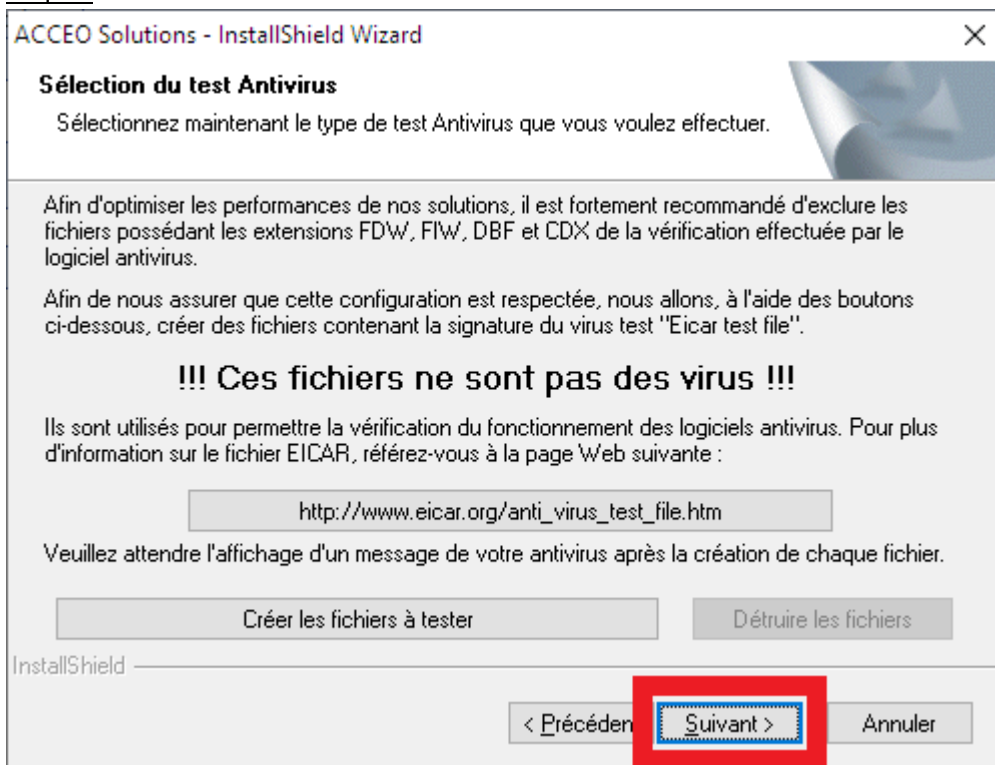 ACCEO Solutions - InstallShield Wizard
Sélection du test Antivirus
Sélectionnez maintenant le type de test Antivirus que vous voulez effectuer.
Afin d'optimiser les performances de nos solutions, il est fortement recommandé d'exclure les
fichiers possédant les extensions FDW, FIW, DBF et CDX de la vérification effectuée par le
logiciel antivirus.
Afin de nous assurer que cette configuration est respectée, nous allons, à l'aide des boutons
ci-dessous, créer des fichiers contenant la signature du virus test "Eicar test file".
!!! Ces fichiers ne sont pas des virus !!!
Ils sont utilisés pour permettre la vérification du fonctionnement des logiciels antivirus. Pour plus
d'information sur le fichier EICAR, référez-vous à la page Web suivante :
http://www.eicar.org/anti_virus_test_file.htm
Veuillez attendre l'affichage d'un message de votre antivirus après la création de chaque fichier.
Créer les fichiers à tester
Détruire les fichiers
InstallShield
< Précéden
Suivant >
Annuler